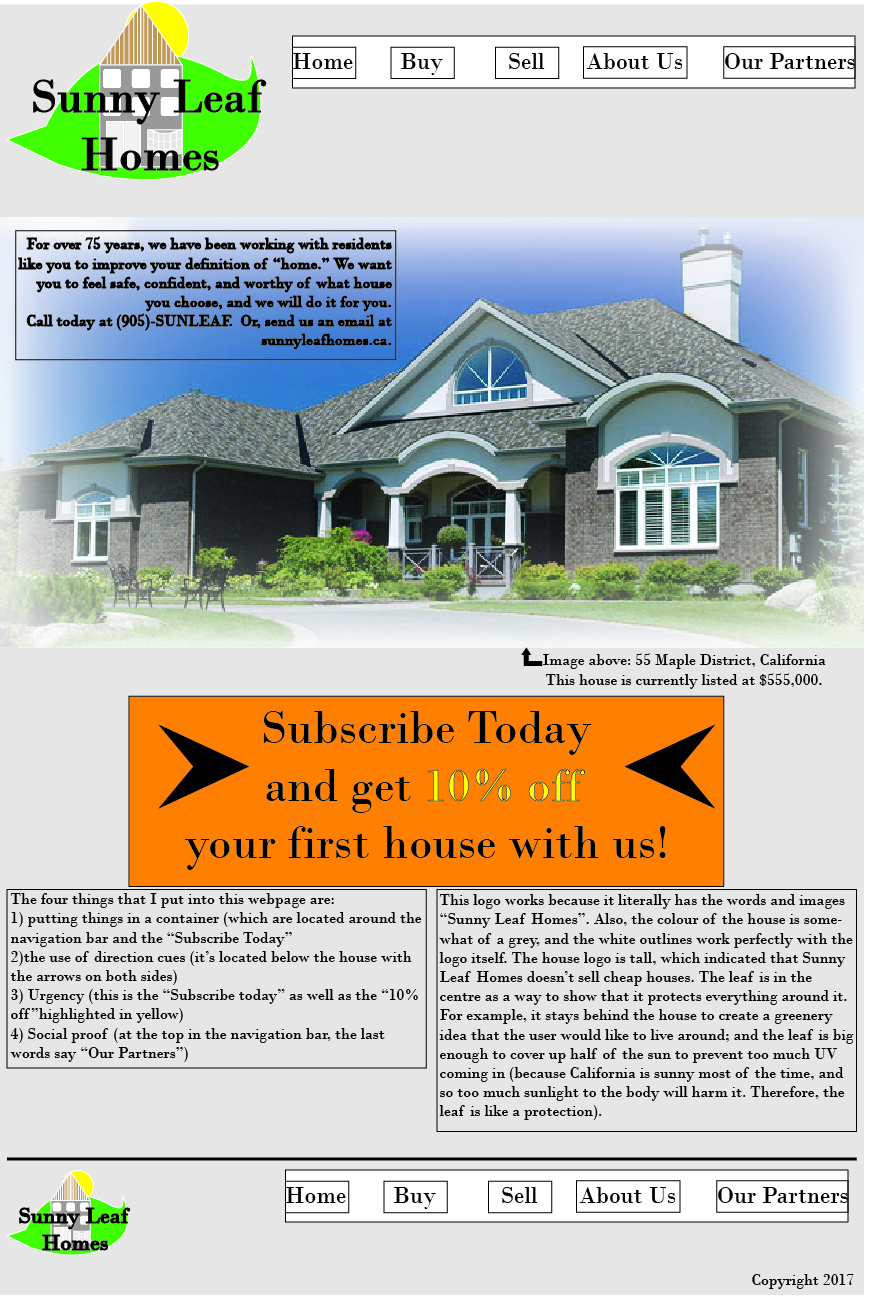 Sunny Leaf
Homes
Home
Buy
Sell
About Us
Our Partners
For over 75 years, we have been working with residents
like you to improve your definition of “home.” We want
you to feel safe, confident, and worthy of what house
you choose, and we will do it for you.
Call today at (905)-SUNLEAF. Or, send us an email at
sunnyleafhomes.ca.
Image above: 55 Maple District, California
This house is currently listed at $555,000.
Subscribe Today
and get 10% off
your first house with us!
The four things that I put into this webpage are:
1) putting things in a container (which are located around the
navigation bar and the “Subscribe Today”
2)the use of direction cues (it’s located below the house with
the arrows on both sides)
3) Urgency (this is the “Subscribe today” as well as the “10%
off”highlighted in yellow)
4) Social proof (at the top in the navigation bar, the last
words say “Our Partners”)
This logo works because it literally has the words and images
“Sunny Leaf Homes”. Also, the colour of the house is some-
what of a grey, and the white outlines work perfectly with the
logo itself. The house logo is tall, which indicated that Sunny
Leaf Homes doesn’t sell cheap houses. The leaf is in the
centre as a way to show that it protects everything around it.
For example, it stays behind the house to create a greenery
idea that the user would like to live around; and the leaf is big
enough to cover up half of the sun to prevent too much UV
coming in (because California is sunny most of the time, and
so too much sunlight to the body will harm it. Therefore, the
leaf is like a protection).
Sunny Leaf
Homes
Home
Buy
Sell
About Us
Our Partners
Copyright 2017